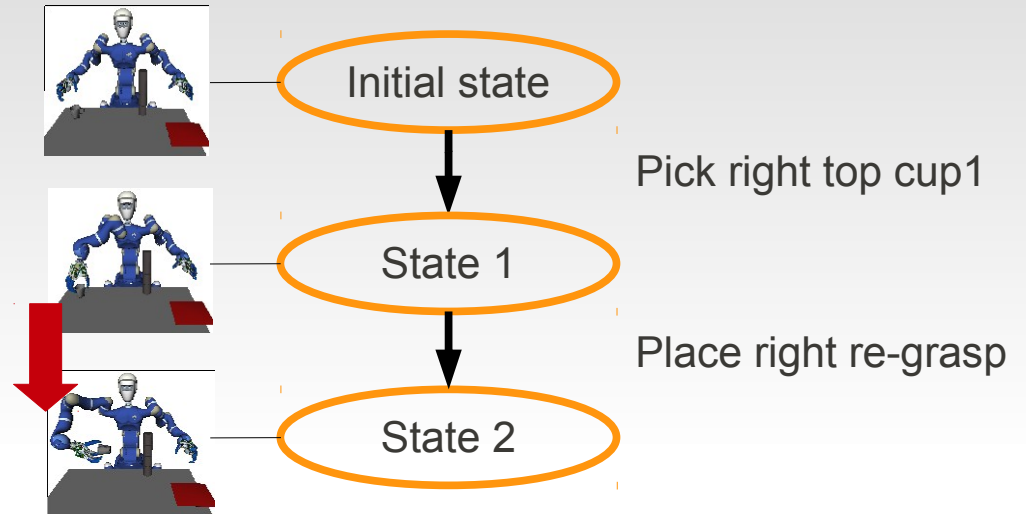 Initial state
Pick right top cup1
State 1
Place right re-grasp
State 2